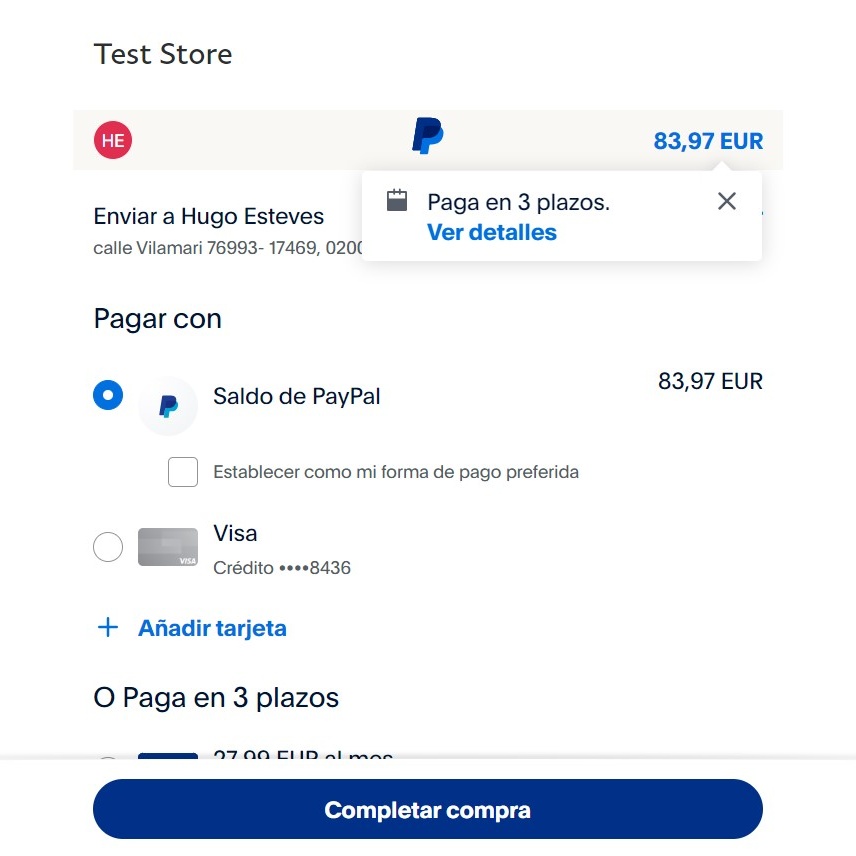 Test Store
HE
83,97 EUR
Paga en 3 plazos.
Ver detalles
Enviar a Hugo Esteves
calle Vilamari 76993- 17469, 0200
Pagar con
Saldo de PayPal
83,97 EUR
Establecer como mi forma de pago preferida
Visa
VISA
Crédito ••••8436
+ Añadir tarjeta
O Paga en 3 plazos
27,99 EUR al mes
Completar compra